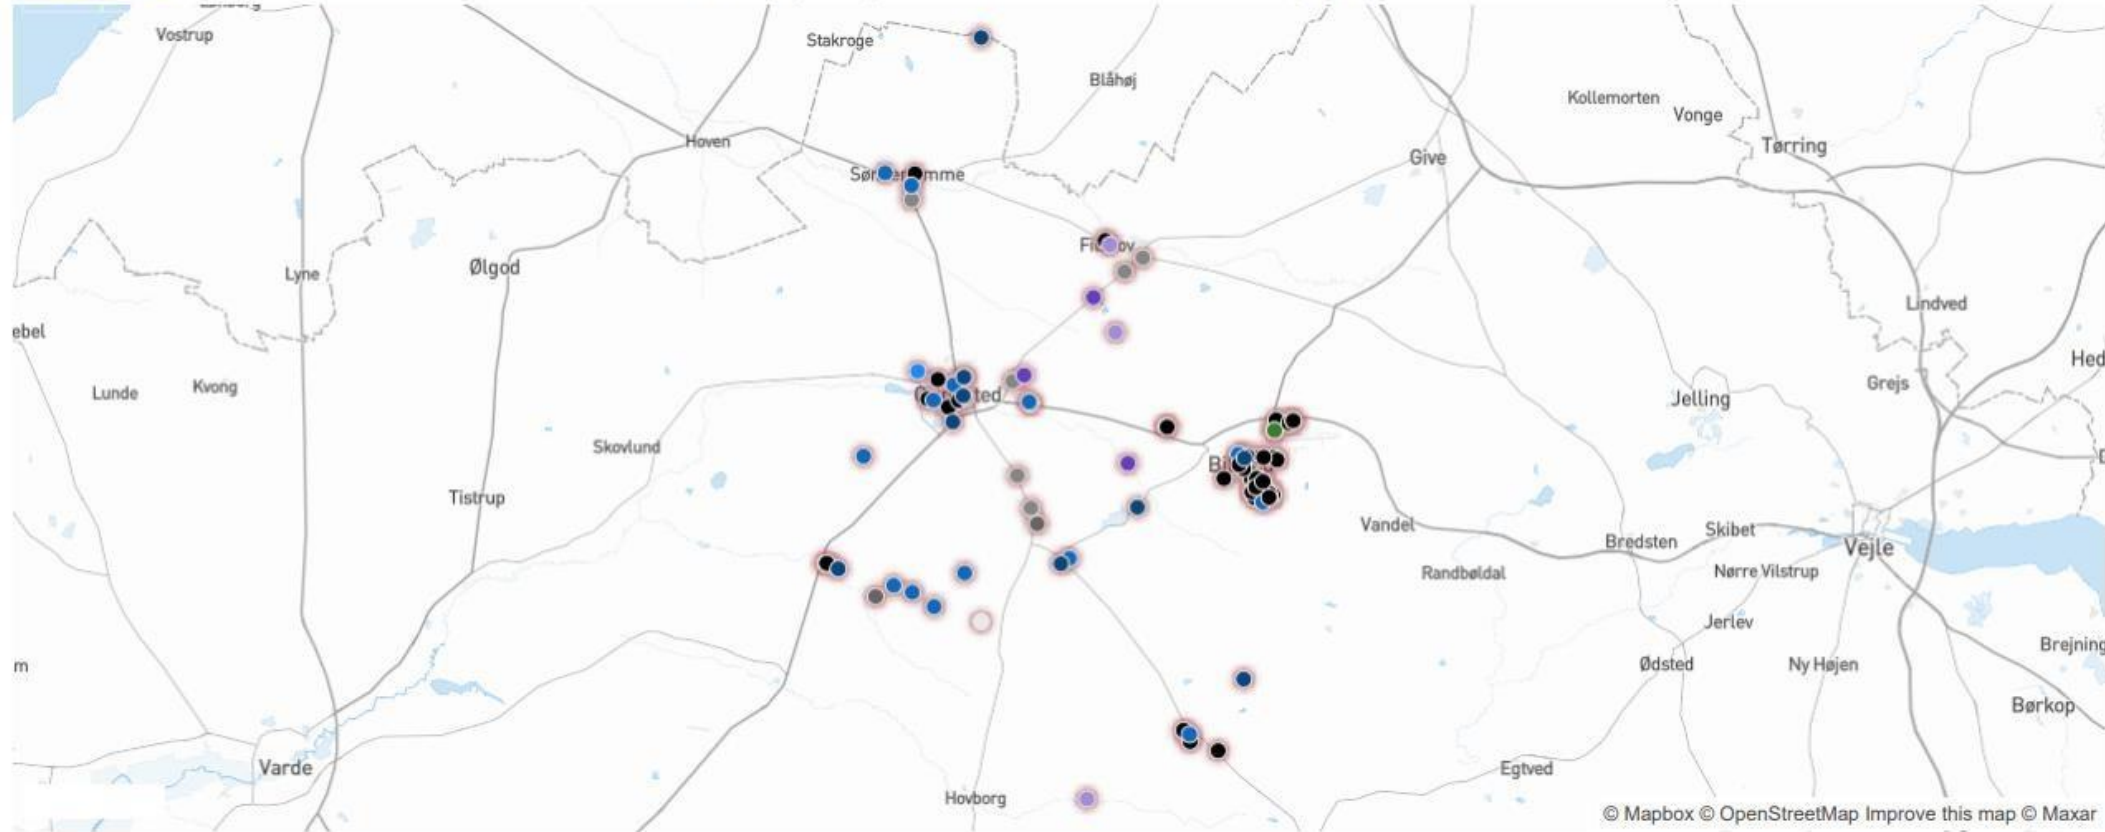 Vostrup
Stakroge
Blåhøj
Kollemorten
Vonge
Tørring
Hoven
Give
Lyne
Ølgod
Lindved
ebel
Hed
Lunde
Kvong
ted
Grejs
Jelling
Skovlund
Tistrup
Vandel
Bredsten
Skibet
Vejle
Randbøldal
Nørre Vilstrup
Jerlev
m
Ødsted
Ny Højen
Brejning
Børkop
Varde
Egtved
Hovborg
© Mapbox © OpenStreetMap Improve this map © Maxar